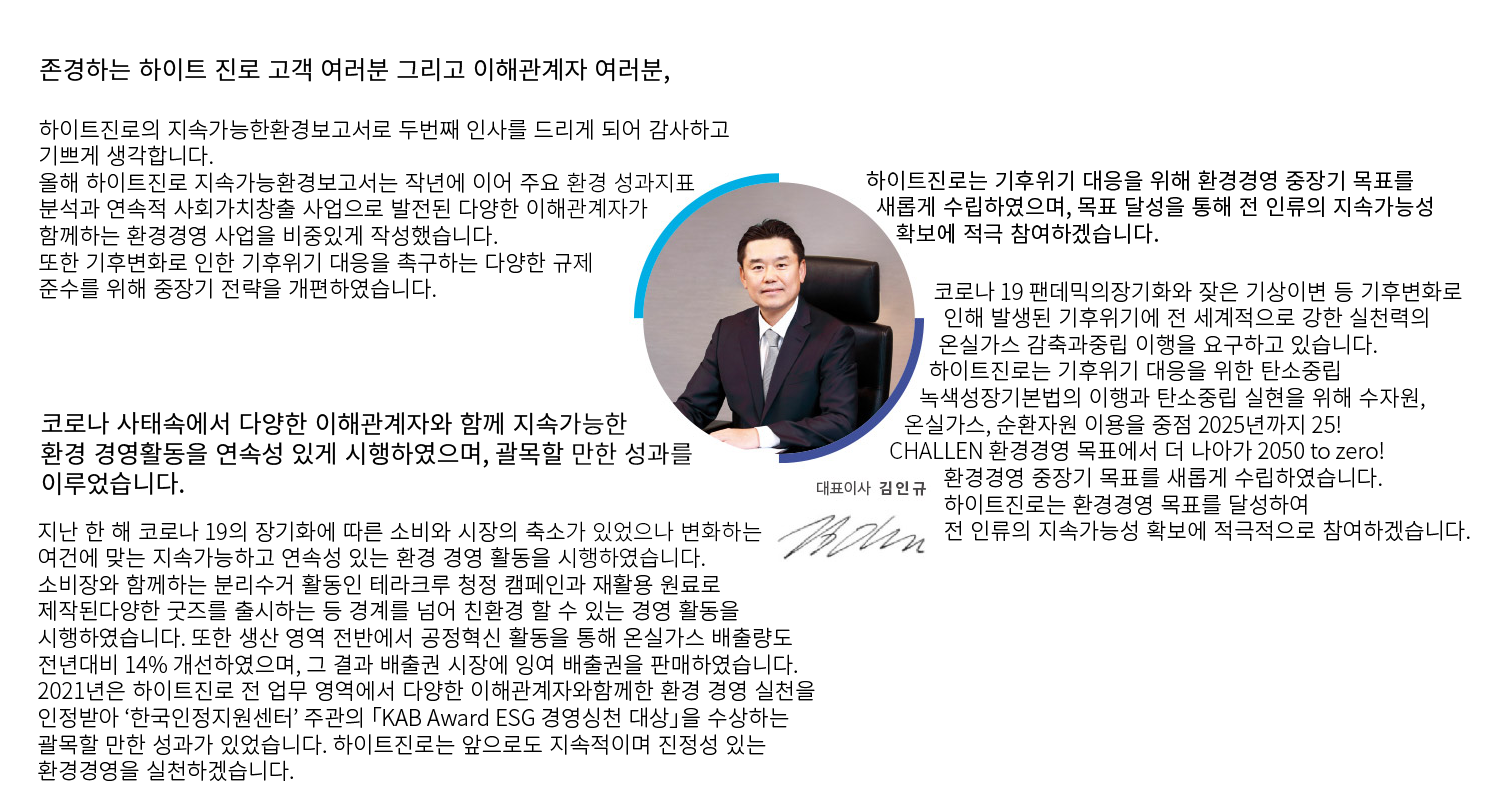 존경하는 하이트 진로 고객 여러분 그리고 이해관계자 여러분,
하이트진로의 지속가능한환경보고서로 두번째 인사를 드리게 되어 감사하고
기쁘게 생각합니다.
올해 하이트진로 지속가능환경보고서는 작년에 이어 주요 환경 성과지표
분석과 연속적 사회가치창출 사업으로 발전된 다양한 이해관계자가
함께하는 환경경영 사업을 비중있게 작성했습니다.
또한 기후변화로 인한 기후위기 대응을 촉구하는 다양한 규제
준수를 위해 중장기 전략을 개편하였습니다.
코로나 사태속에서 다양한 이해관계자와 함께 지속가능한
환경 경영활동을 연속성 있게 시행하였으며, 괄목할 만한 성과를
이루었습니다.
지난 한 해 코로나 19의 장기화에 따른 소비와 시장의 축소가 있었으나 변화하는
여건에 맞는 지속가능하고 연속성 있는 환경 경영 활동을 시행하였습니다.
소비장와 함께하는 분리수거 활동인 테라크루 청정 캠페인과 재활용 원료로
제작된다양한 굿즈를 출시하는 등 경계를 넘어 친환경 할 수 있는 경영 활동을
시행하였습니다. 또한 생산 영역 전반에서 공정혁신 활동을 통해 온실가스 배출량도
전년대비 14% 개선하였으며, 그 결과 배출권 시장에 잉여 배출권을 판매하였습니다.
2021년은 하이트진로 전 업무 영역에서 다양한 이해관계자와함께한 환경 경영 실천을
인정받아 ‘한국인정지원센터’ 주관의 「KAB Award ESG 경영싱천 대상」을 수상하는
괄목할 만한 성과가 있었습니다. 하이트진로는 앞으로도 지속적이며 진정성 있는
환경경영을 실천하겠습니다.
대표이사 김인규
하이트진로는 기후위기 대응을 위해 환경경영 중장기 목표를
새롭게 수립하였으며, 목표 달성을 통해 전 인류의 지속가능성
확보에 적극 참여하겠습니다.
코로나 19 팬데믹의장기화와 잦은 기상이변 등 기후변화로
인해 발생된 기후위기에 전 세계적으로 강한 실천력의
온실가스 감축과중립 이행을 요구하고 있습니다.
하이트진로는 기후위기 대응을 위한 탄소중립
녹색성장기본법의 이행과 탄소중립 실현을 위해 수자원,
온실가스, 순환자원 이용을 중점 2025년까지 25!
CHALLEN 환경경영 목표에서 더 나아가 2050 to zero!
환경경영 중장기 목표를 새롭게 수립하였습니다.
하이트진로는 환경경영 목표를 달성하여
전 인류의 지속가능성 확보에 적극적으로 참여하겠습니다.